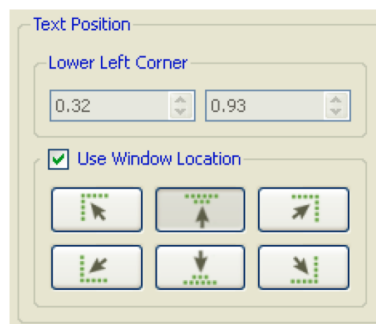 Text Position
Lower Left Corner
0.32 0.93
Use Window Location